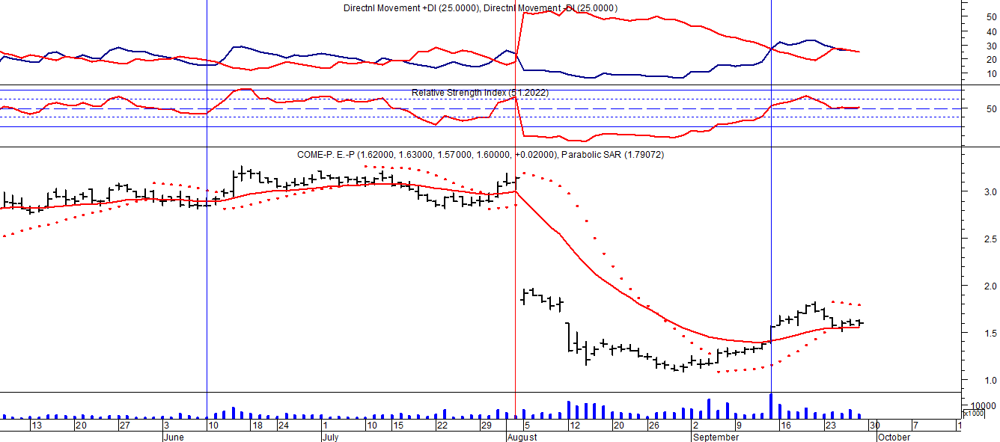 Directnl Movement +DI (25.0000), Directnl Movement -DI (25.0000)
50
40
30
20
10
Relative Strength Index (51.2022)
50
COME-P. E.-P (1.62000, 1.63000, 1.57000, 1.60000, +0.02000), Parabolic SAR (1.79072)
3.0
2.5
2.0
1.5
1.0
10000
x1000
13 20 27 3 10 18 24 1 10 15 22 29 5 12 20 26 2 9 16 23 30 7 1
June July August September October